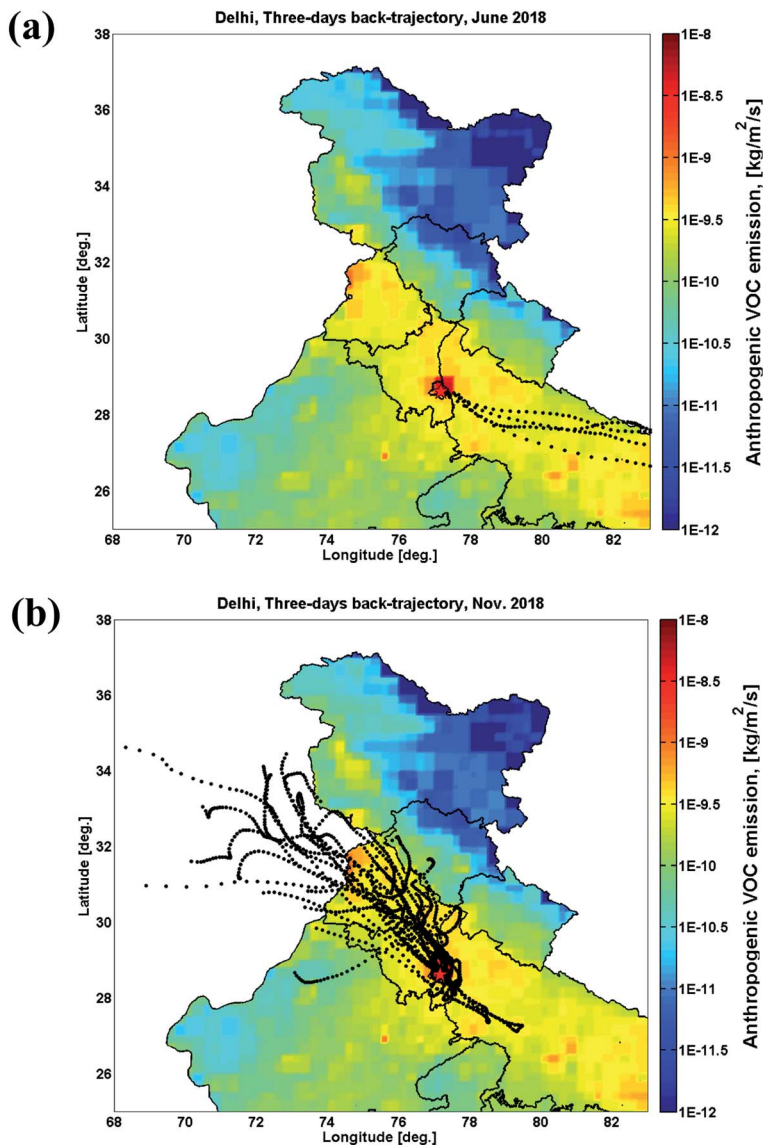 (a)
Delhi, Three-days back-trajectory, June 2018
38
36
34
32
30
28
26
Latitude [deg.]
68 70 72 74 76 78 80 82
Longitude [deg.]
1E-8
1E-8.5
1E-9
1E-9.5
1E-10
1E-10.5
1E-11
1E-11.5
1E-12
Anthropogenic VOC emission, [kg/m²/s]
(b)
Delhi, Three-days back-trajectory, Nov. 2018
38
36
34
32
30
28
26
Latitude [deg.]
68 70 72 74 76 78 80 82
Longitude [deg.]
1E-8
1E-8.5
1E-9
1E-9.5
1E-10
1E-10.5
1E-11
1E-11.5
1E-12
Anthropogenic VOC emission, [kg/m²/s]